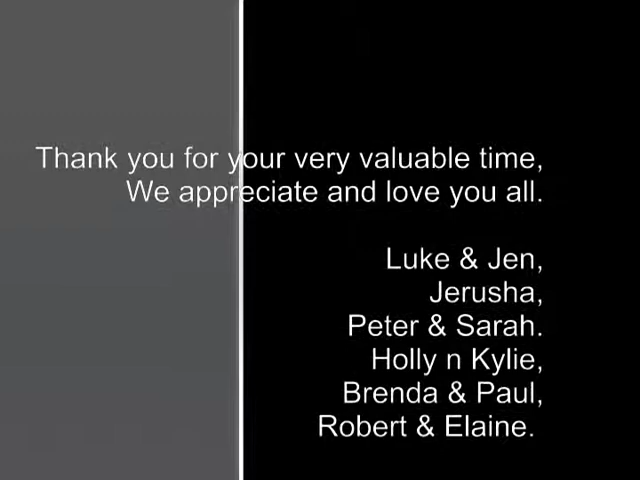 Thank you for your very valuable time,
We appreciate and love you all.
Luke & Jen,
Jerusha,
Peter & Sarah.
Holly n Kylie,
Brenda & Paul,
Robert & Elaine.